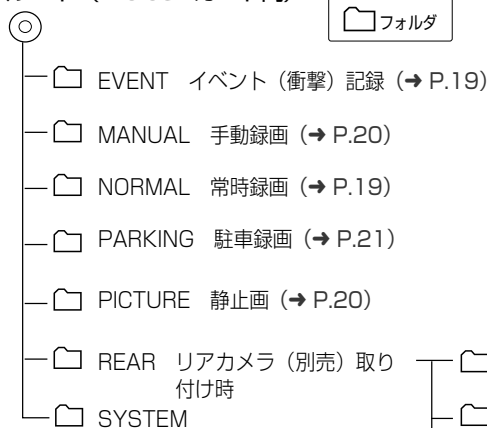 フォルダ
EVENT イベント（衝撃）記録（➜ P.19）
MANUAL 手動録画（➜ P.20）
NORMAL 常時録画（➜ P.19）
PARKING 駐車録画（➜ P.21）
PICTURE 静止画（➜ P.20）
REAR リアカメラ（別売）取り
付け時
SYSTEM